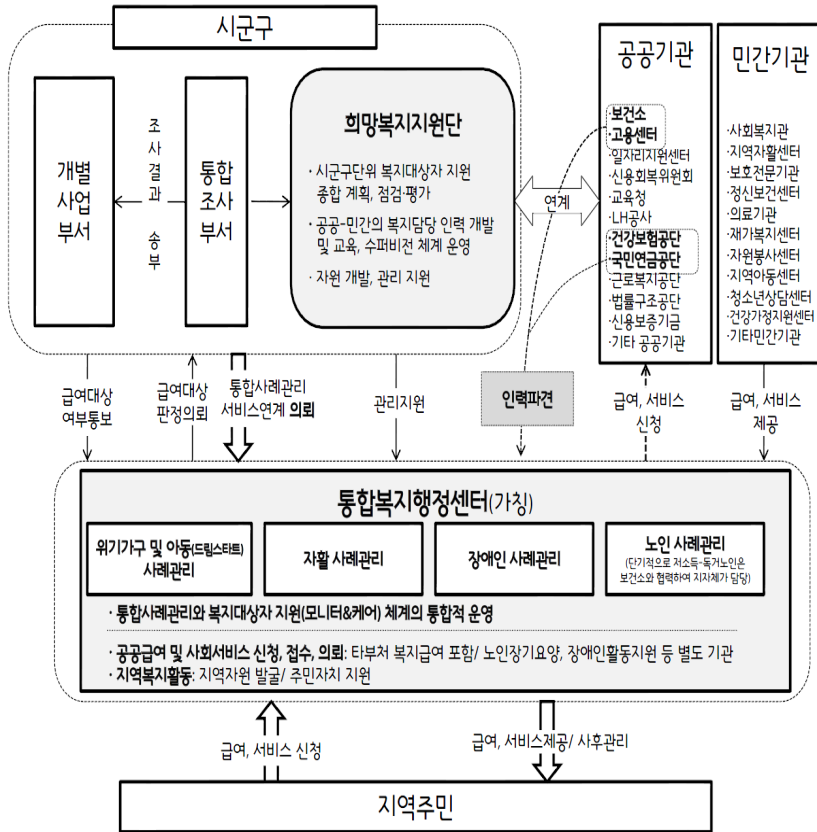 시군구
개별
사업
부서
조사결과 송부
통합
조사
부서
희망복지지원단
· 시군구단위 복지대상자 지원
종합 계획, 점검·평가
· 공공-민간의 복지담당 인력 개발
및 교육, 수퍼비전 체계 운영
· 자원 개발, 관리 지원
연계
공공기관
·보건소
·고용센터
·일자리지원센터
·신용회복위원회
·교육청
·LH공사
·건강보험공단
·국민연금공단
·근로복지공단
·법률구조공단
·신용보증기금
·기타 공공기관
민간기관
·사회복지관
·지역자활센터
·보호전문기관
·정신보건센터
·의료기관
·재가복지센터
·자원봉사센터
·지역아동센터
·청소년상담센터
·건강가정지원센터
·기타민간기관
급여대상
여부통보
급여대상
판정의뢰
통합사례관리
서비스연계 의뢰
관리지원
인력파견
급여, 서비스
신청
급여, 서비스
제공
통합복지행정센터(가칭)
위기가구 및 아동(드림스타트)
사례관리
자활 사례관리
장애인 사례관리
노인 사례관리
(단기적으로 저소득-독거노인은
보건소와 협력하여 지자체가 담당)
· 통합사례관리와 복지대상자 지원(모니터&케어) 체계의 통합적 운영
· 공공급여 및 사회서비스 신청, 접수, 의뢰: 타부처 복지급여 포함/ 노인장기요양, 장애인활동지원 등 별도 기관
· 지역복지활동: 지역자원 발굴/ 주민자치 지원
급여, 서비스 신청
급여, 서비스제공/ 사후관리
지역주민